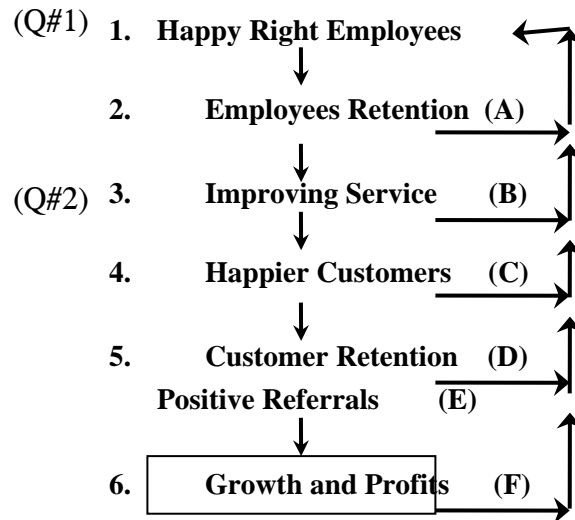 (Q#1) 1. Happy Right Employees
2. Employees Retention (A)
(Q#2) 3. Improving Service (B)
4. Happier Customers (C)
5. Customer Retention (D)
Positive Referrals (E)
6. Growth and Profits (F)